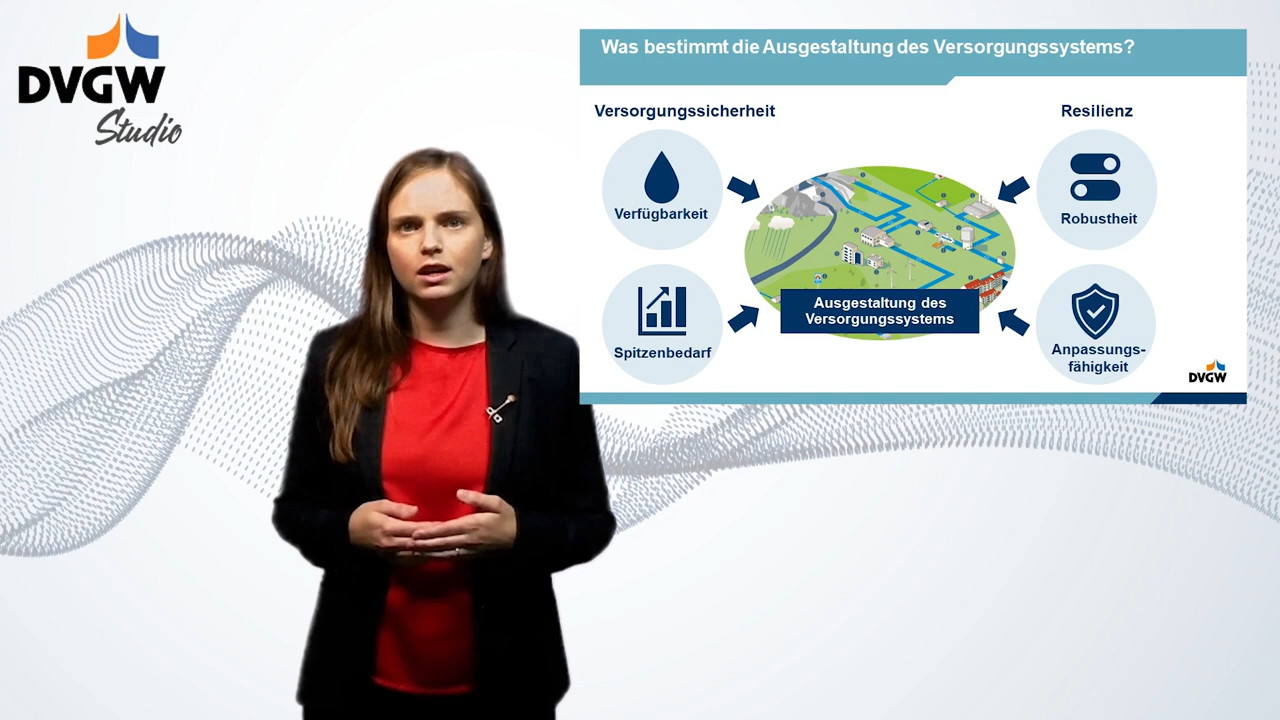 DVGW
Studio
Was bestimmt die Ausgestaltung des Versorgungssystems?
Versorgungssicherheit
Resilienz
Verfügbarkeit
Robustheit
Ausgestaltung des
Versorgungssystems
Spitzenbedarf
Anpassungs-
fähigkeit
DVGW